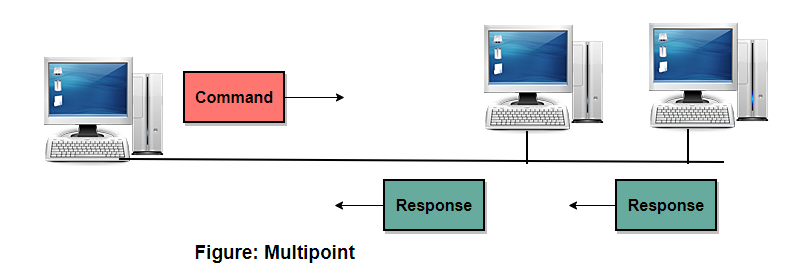 Command
Response
Response
Figure: Multipoint